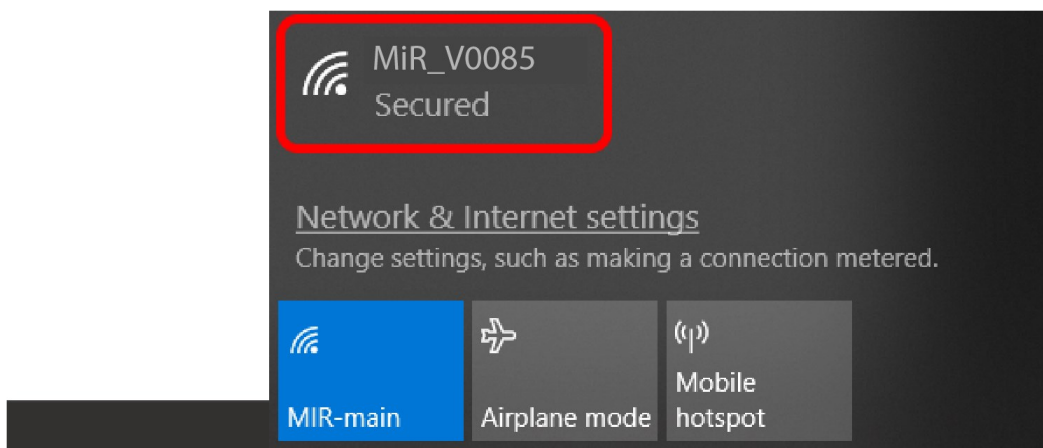 MiR_V0085
Secured
Network & Internet settings
Change settings, such as making a connection metered.
MIR-main
Airplane mode
Mobile
hotspot